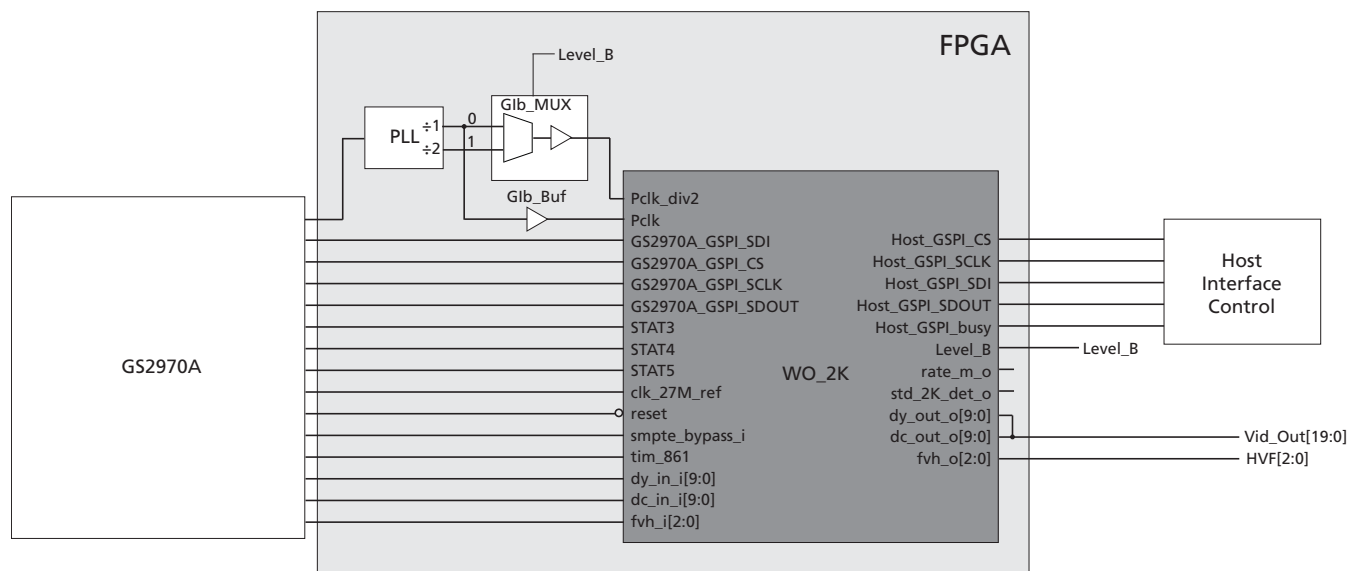 FPGA
Level_B
Glb_MUX
PLL
÷1
÷2
0
1
Glb_Buf
GS2970A
Pclk_div2
Pclk
GS2970A_GSPI_SDI
GS2970A_GSPI_CS
GS2970A_GSPI_SCLK
GS2970A_GSPI_SDOUT
STAT3
STAT4
STAT5
clk_27M_ref
reset
smpte_bypass_i
tim_861
dy_in_i[9:0]
dc_in_i[9:0]
fvh_i[2:0]
WO_2K
Host_GSPI_CS
Host_GSPI_SCLK
Host_GSPI_SDI
Host_GSPI_SDOUT
Host_GSPI_busy
Level_B
rate_m_o
std_2K_det_o
dy_out_o[9:0]
dc_out_o[9:0]
fvh_o[2:0]
Host
Interface
Control
Level_B
Vid_Out[19:0]
HVF[2:0]